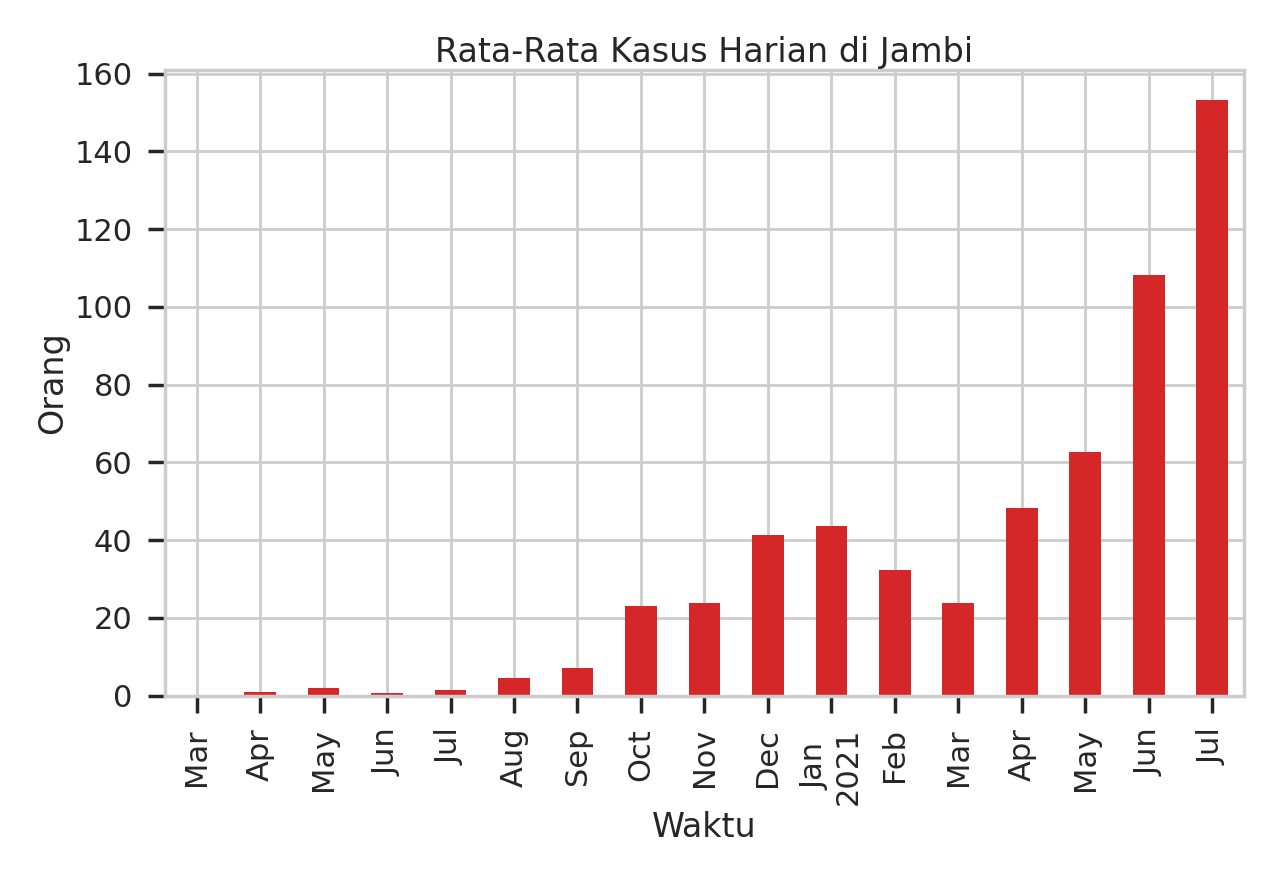 Rata-Rata Kasus Harian di Jambi
160
140
120
100
80
60
40
20
0
Orang
Mar
Apr
May
Jun
Jul
Aug
Sep
Oct
Nov
Dec
Jan
2021
Feb
Mar
Apr
May
Jun
Jul
Waktu